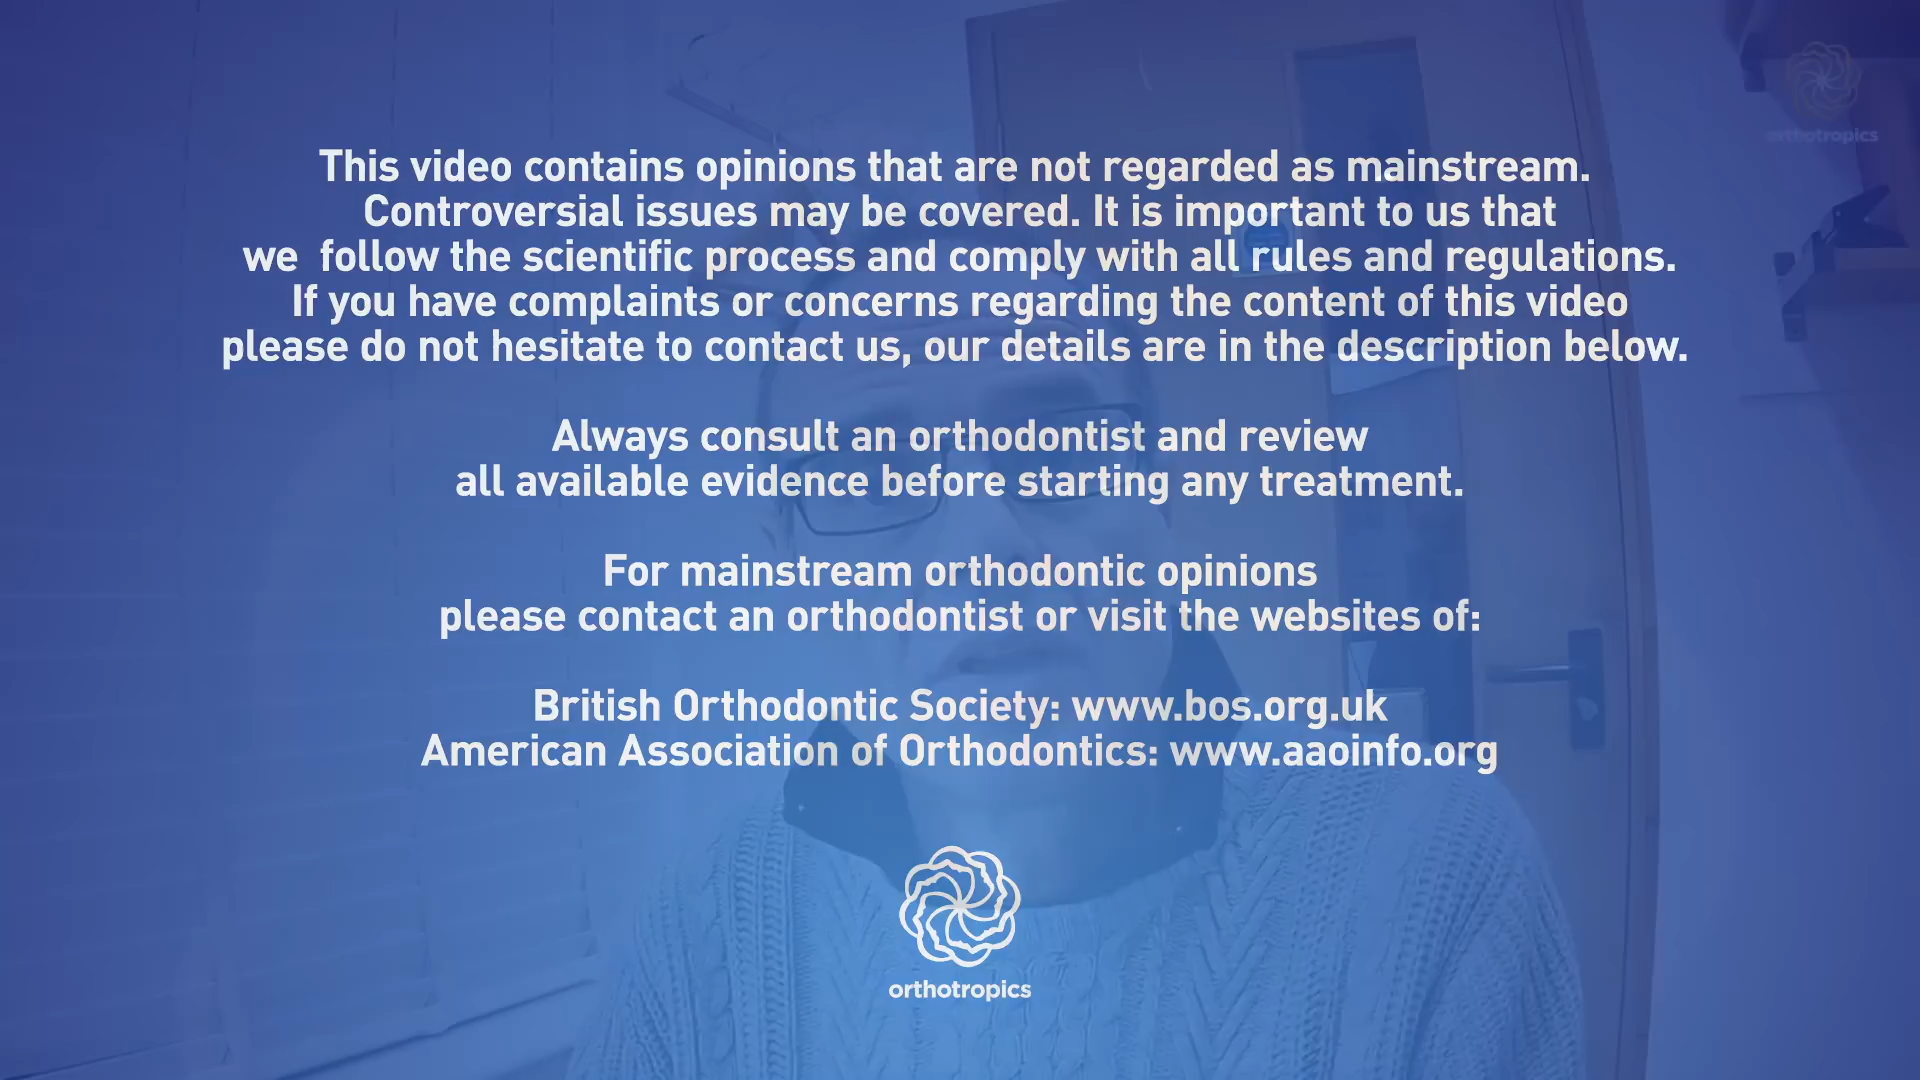 orthotropics
This video contains opinions that are not regarded as mainstream.
Controversial issues may be covered. It is important to us that
we  follow the scientific process and comply with all rules and regulations.
If you have complaints or concerns regarding the content of this video
please do not hesitate to contact us, our details are in the description below.
Always consult an orthodontist and review
all available evidence before starting any treatment.
For mainstream orthodontic opinions
please contact an orthodontist or visit the websites of:
British Orthodontic Society: www.bos.org.uk
American Association of Orthodontics: www.aaoinfo.org
orthotropics